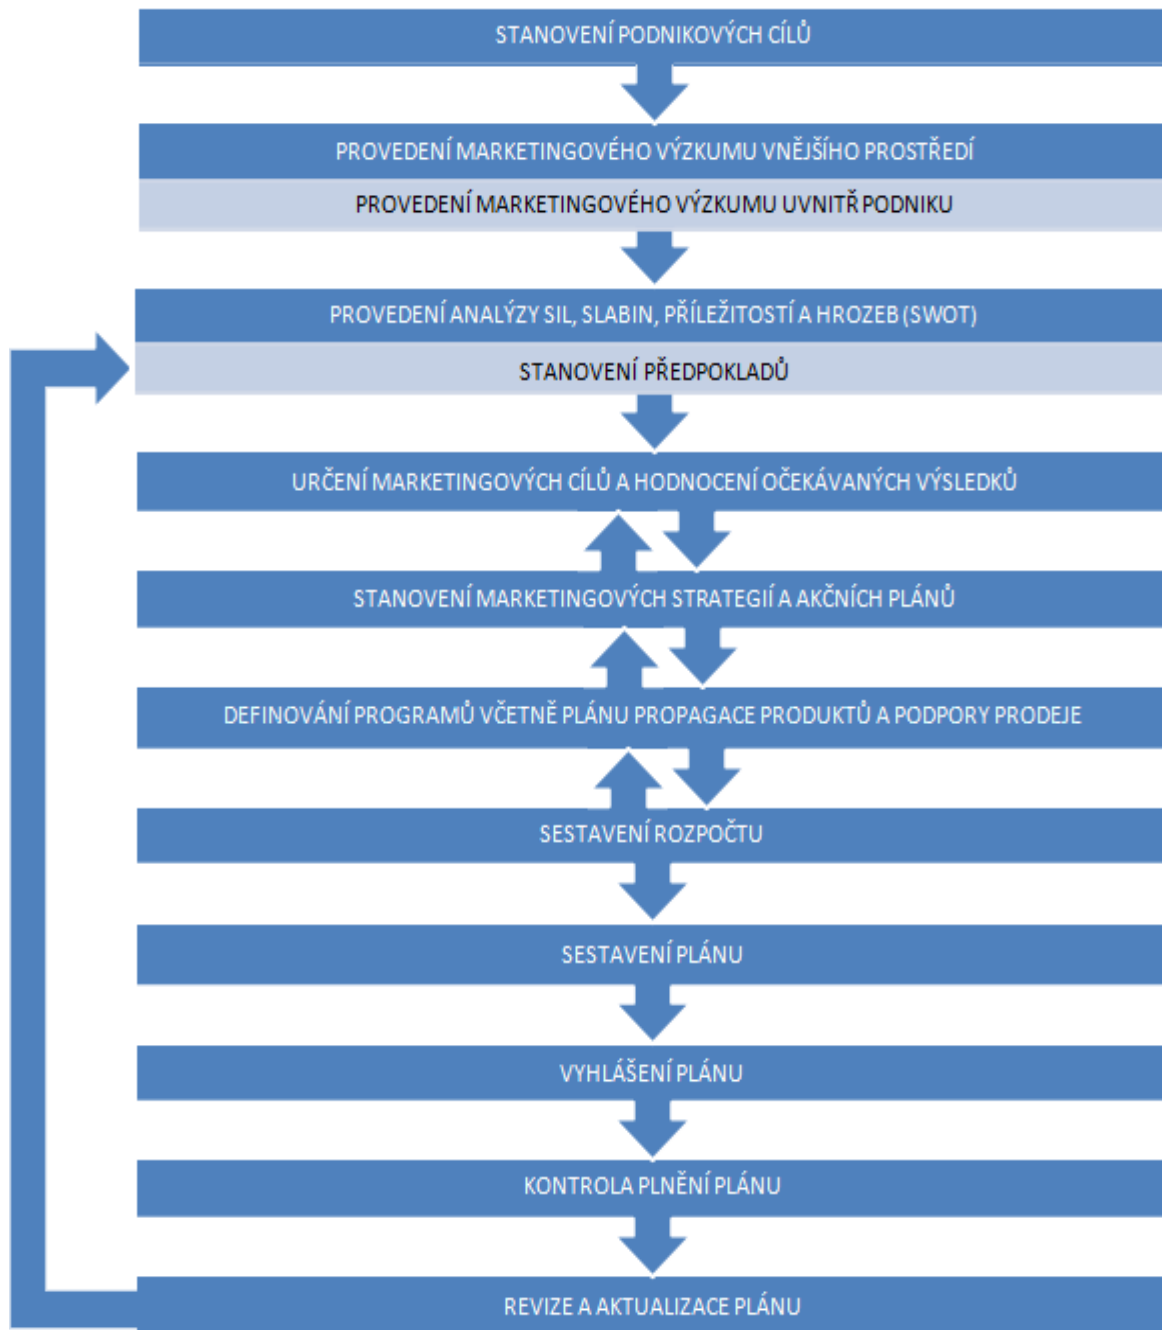 STANOVENÍ PODNIKOVÝCH CÍLŮ
PROVEDENÍ MARKETINGOVÉHO VÝZKUMU VNĚJŠÍHO PROSTŘEDÍ
PROVEDENÍ MARKETINGOVÉHO VÝZKUMU UVNITŘ PODNIKU
PROVEDENÍ ANALÝZY SIL, SLABIN, PŘÍLEŽITOSTÍ A HROZEB (SWOT)
STANOVENÍ PŘEDPOKLADŮ
URČENÍ MARKETINGOVÝCH CÍLŮ A HODNOCENÍ OČEKÁVANÝCH VÝSLEDKŮ
STANOVENÍ MARKETINGOVÝCH STRATEGIÍ A AKČNÍCH PLÁNŮ
DEFINOVÁNÍ PROGRAMŮ VČETNĚ PLÁNU PROPAGACE PRODUKTŮ A PODPORY PRODEJE
SESTAVENÍ ROZPOČTU
SESTAVENÍ PLÁNU
VYHLÁŠENÍ PLÁNU
KONTROLA PLNĚNÍ PLÁNU
REVIZE A AKTUALIZACE PLÁNU